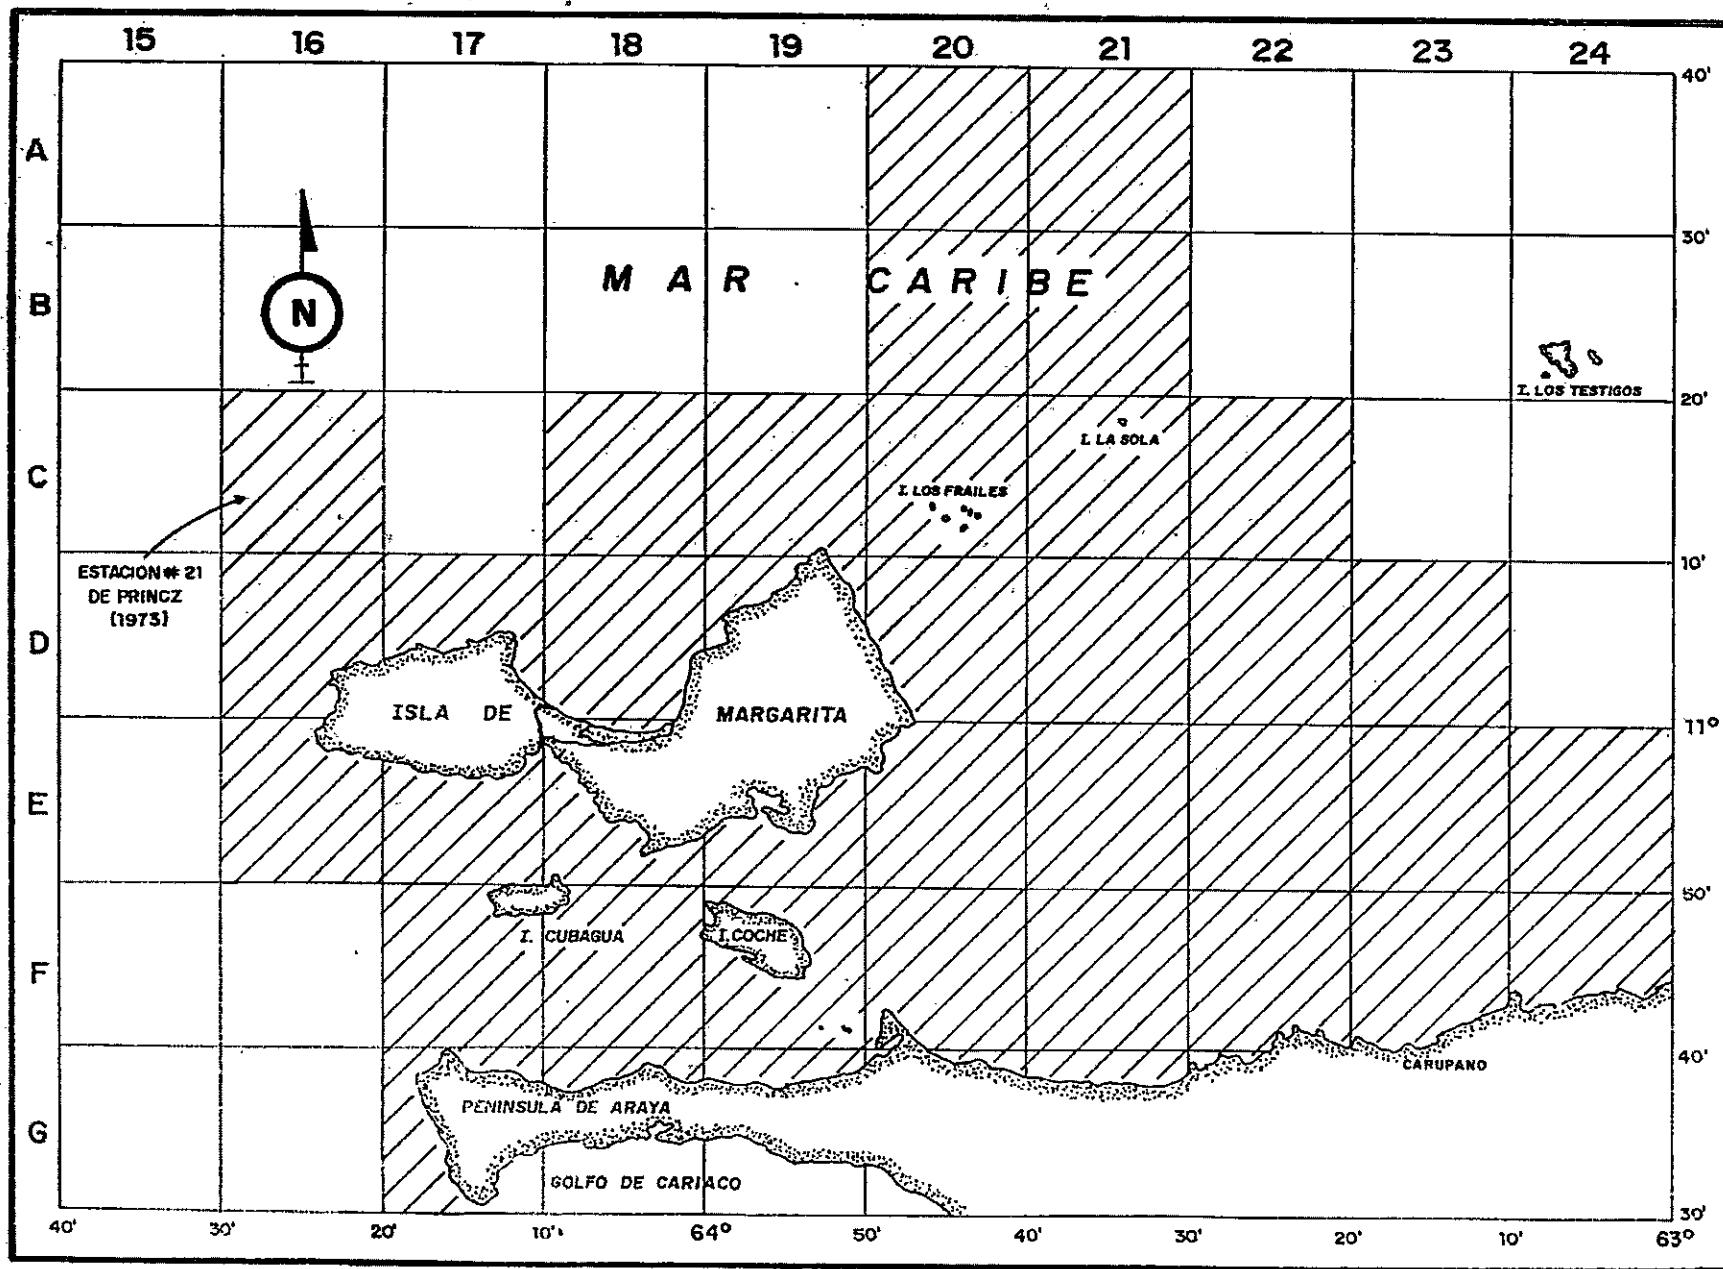 15 16 17 18 19 20 21 22 23 24
40'
A
30'
MAR CARIBE
B
N
I. LOS TESTIGOS
20'
I. LA SOLA
C
I. LOS FRAILES
10'
ESTACION # 21
DE PRINCZ
(1973)
D
ISLA DE MARGARITA
11°
E
50'
I. CUBAGUA
I. COCHE
F
40'
CARUPANO
PENINSULA DE ARAYA
G
GOLFO DE CARIACO
30'
40' 30' 20' 10' 64° 50' 40' 30' 20' 10' 63°